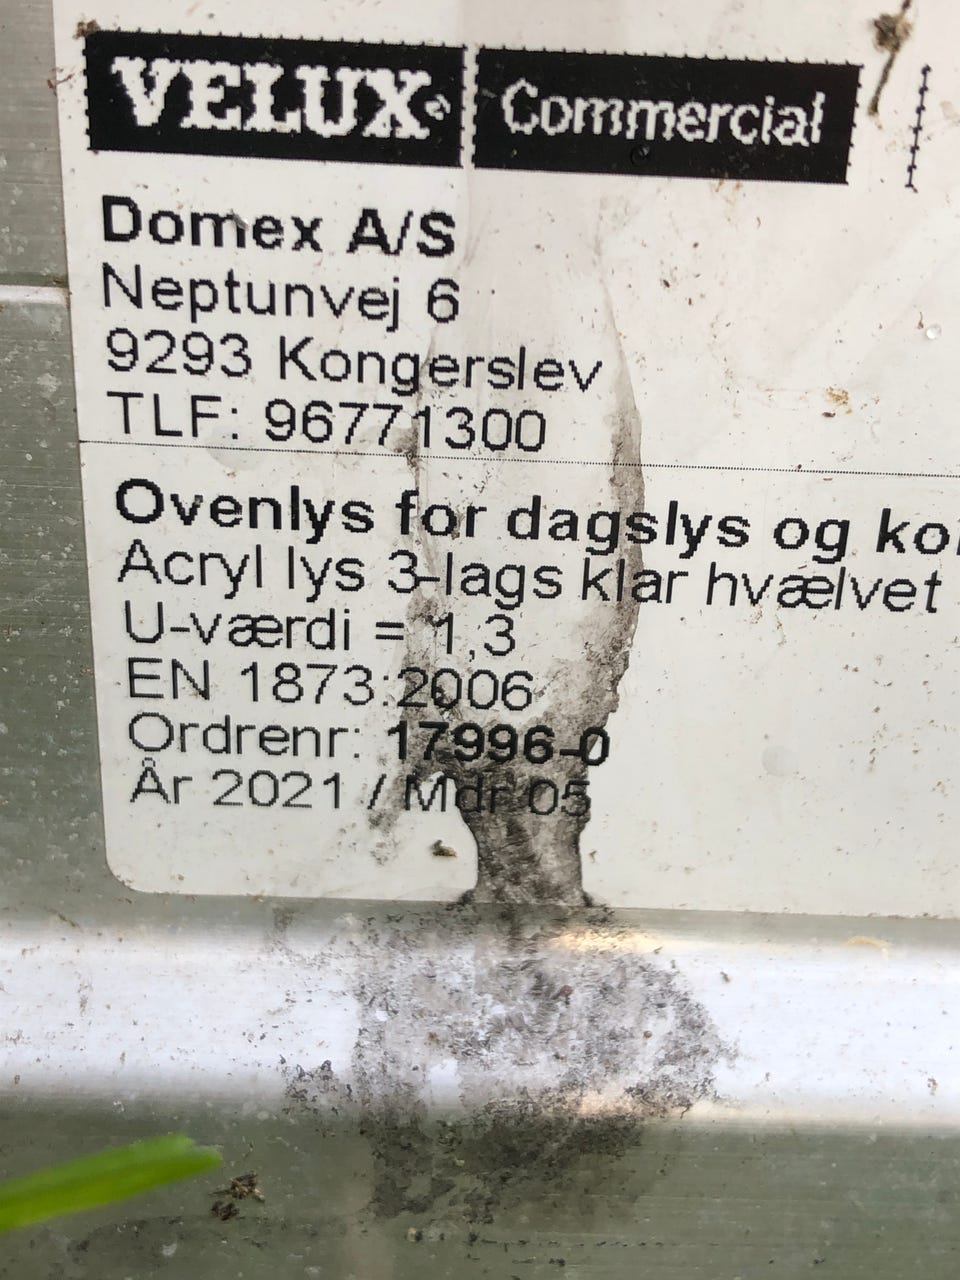 VELUX® Commercial
Domex A/S
Neptunvej 6
9293 Kongerslev
TLF: 96771300
Ovenlys for dagslys og
Acryl lys 3-lags klar hvælvet
U-værdi = 1,3
EN 1873:2006
Ordrenr: 17996-0
År 2021 / Mdr 05